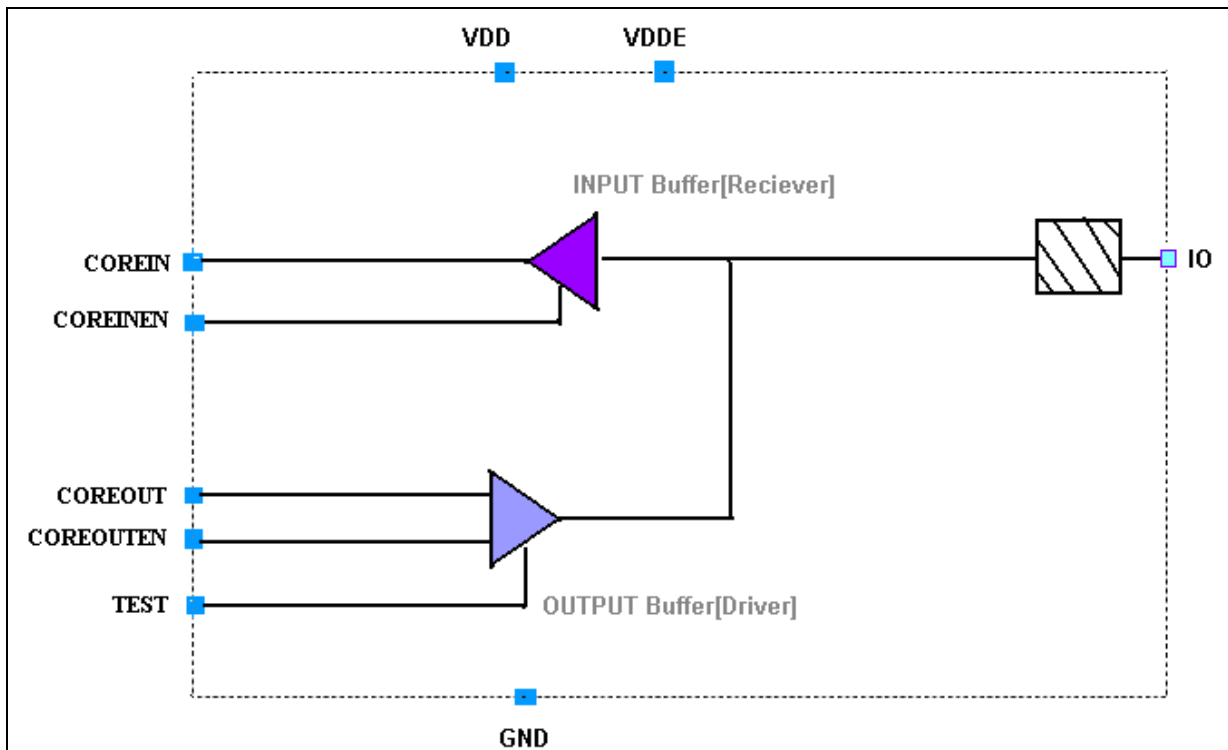 VDD
VDDE
INPUT Buffer[Reciever]
COREIN
IO
COREINEN
COREOUT
COREOUTEN
TEST
OUTPUT Buffer[Driver]
GND